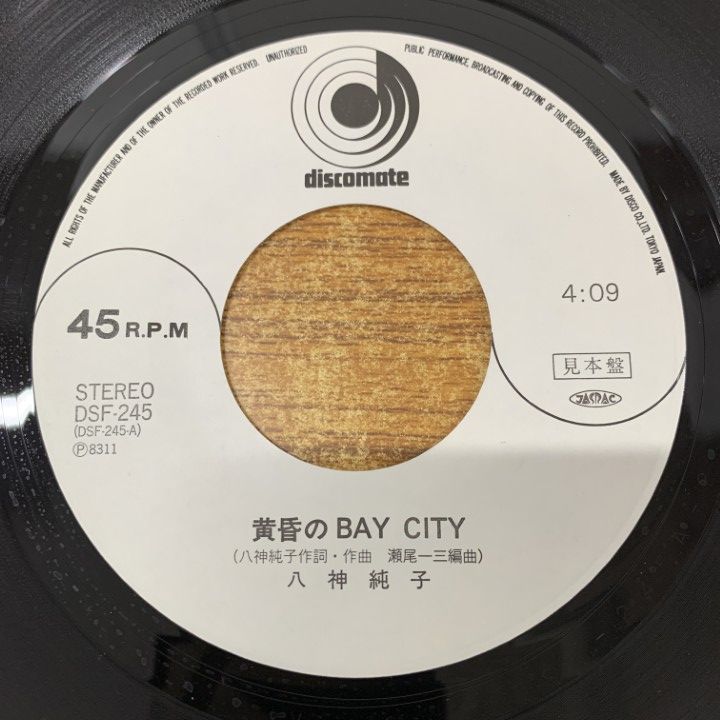 ALL RIGHTS OF THE MANUFACTURER AND OF THE OWNER OF THE RECORDED WORK RESERVED. UNAUTHORIZED PUBLIC PERFORMANCE, BROADCASTING AND COPYING OF THIS RECORD PROHIBITED. MADE BY DISCO CO., LTD. TOKYO JAPAN.
discomate
45 R.P.M
4:09
STEREO
DSF-245
(DSF-245-A)
Ⓟ8311
見本盤
JASRAC
黄昏のBAY CITY
(八神純子作詞・作曲 瀬尾一三編曲)
八神純子